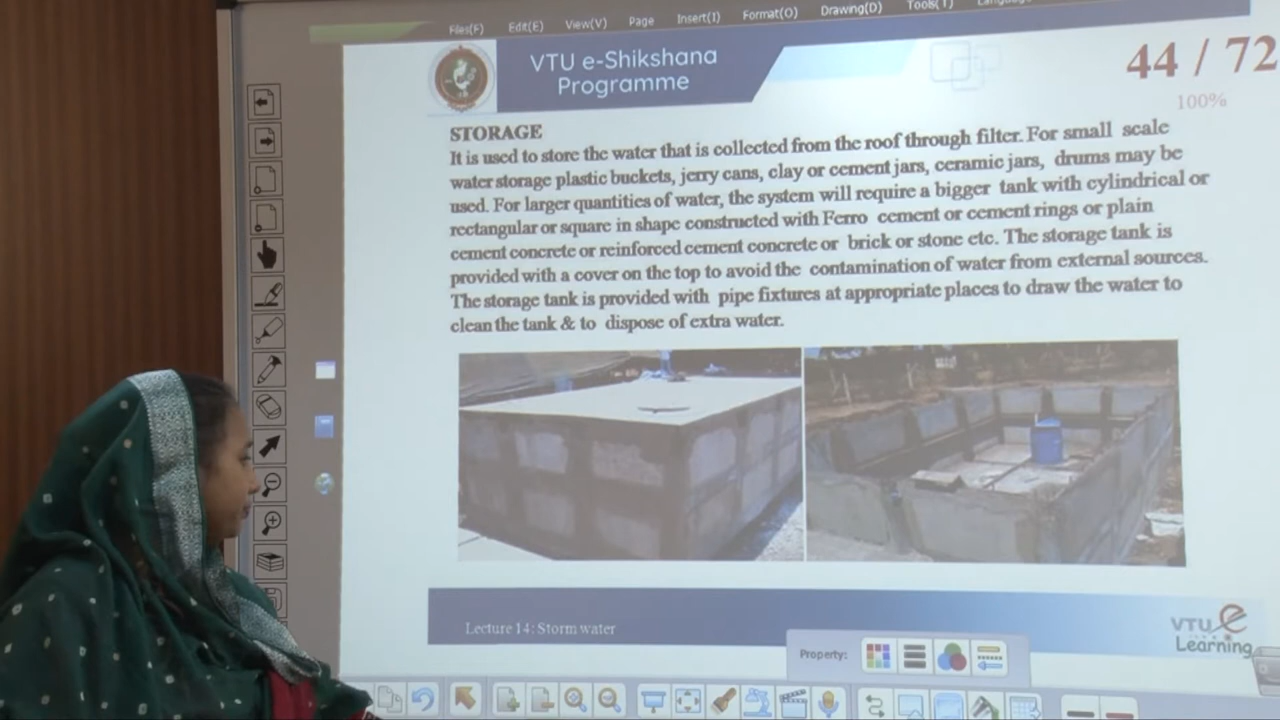 Files(F) Edit(E) View(V) Page Insert(I) Format(O) Drawing(D) Tools(T)
VTU e-Shikshana
Programme
44 / 72
100%
STORAGE
It is used to store the water that is collected from the roof through filter. For small scale
water storage plastic buckets, jerry cans, clay or cement jars, ceramic jars, drums may be
used. For larger quantities of water, the system will require a bigger tank with cylindrical or
rectangular or square in shape constructed with Ferro cement or cement rings or plain
cement concrete or reinforced cement concrete or brick or stone etc. The storage tank is
provided with a cover on the top to avoid the contamination of water from external sources.
The storage tank is provided with pipe fixtures at appropriate places to draw the water to
clean the tank & to dispose of extra water.
Lecture 14: Storm water
VTU e
Learning
Property: